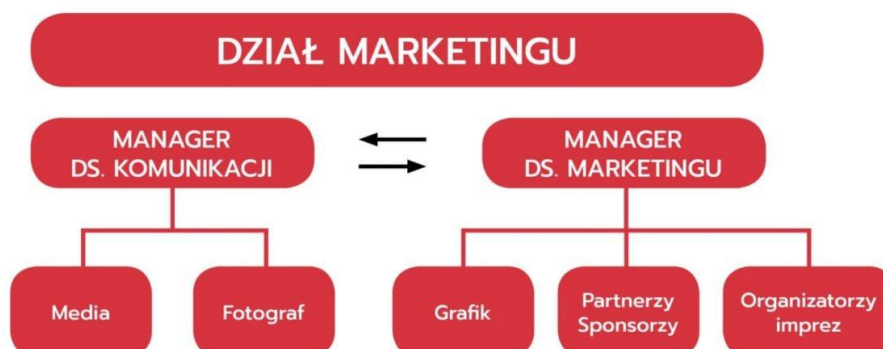 DZIAŁ MARKETINGU
MANAGER
DS. KOMUNIKACJI
MANAGER
DS. MARKETINGU
Media
Fotograf
Grafik
Partnerzy
Sponsorzy
Organizatorzy
imprez